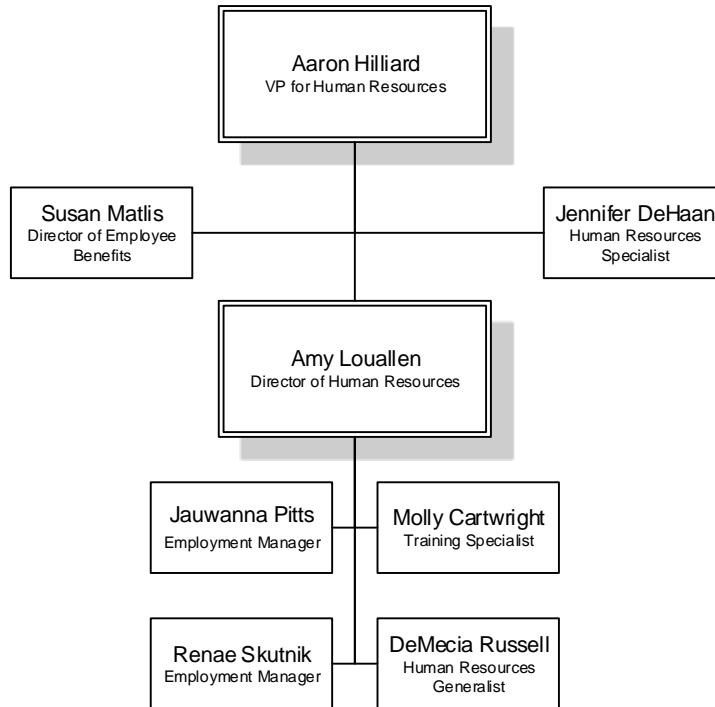 Aaron Hilliard
VP for Human Resources
Susan Matlis
Director of Employee
Benefits
Jennifer DeHaan
Human Resources
Specialist
Amy Louallen
Director of Human Resources
Jauwanna Pitts
Employment Manager
Molly Cartwright
Training Specialist
Renae Skutnik
Employment Manager
DeMecia Russell
Human Resources
Generalist